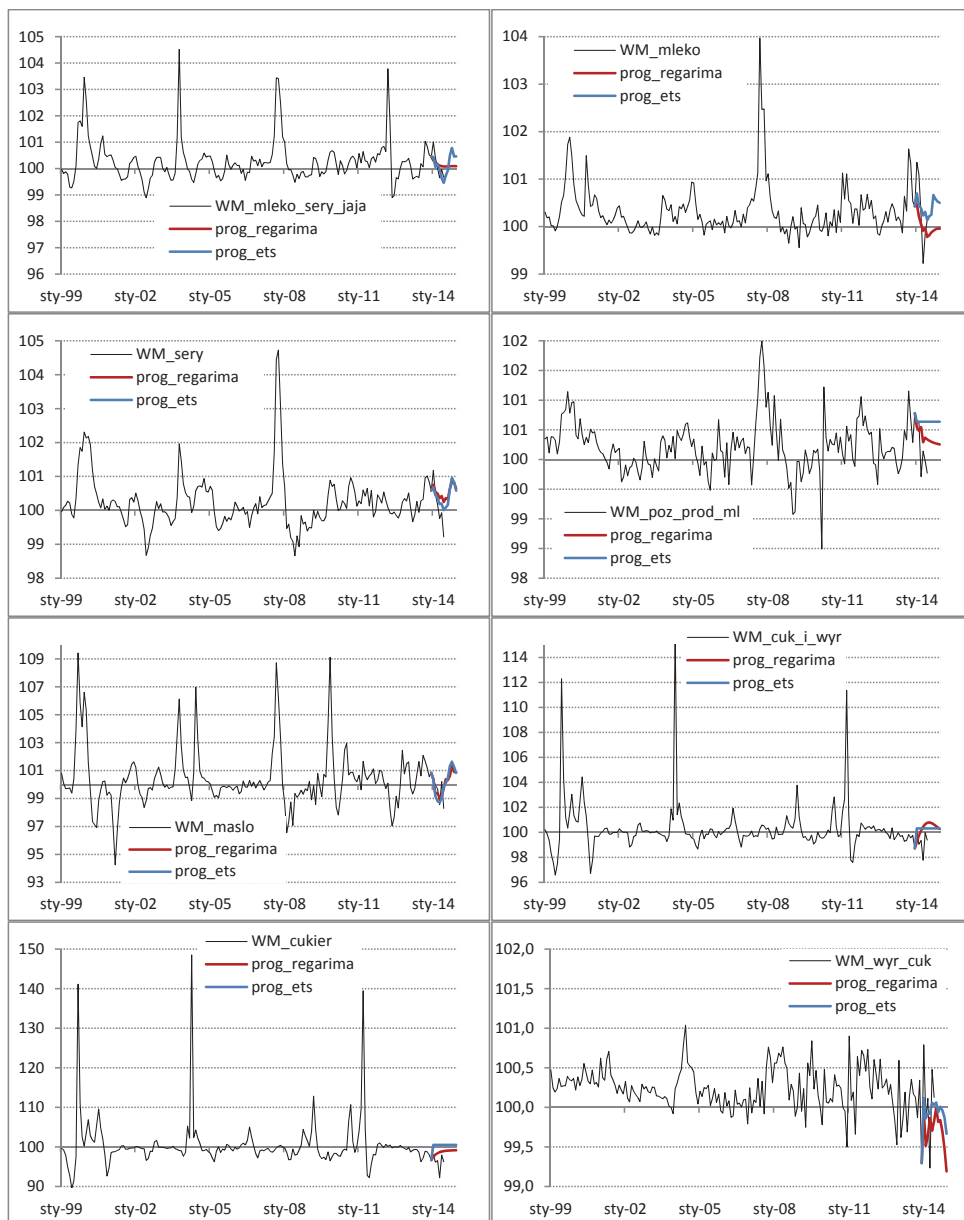 105
104
103
102
101
100
99
98
97
96
WM_mleko_sery_jaja
prog_regarima
prog_ets
sty-99 sty-02 sty-05 sty-08 sty-11 sty-14
104
103
102
101
100
99
WM_mleko
prog_regarima
prog_ets
sty-99 sty-02 sty-05 sty-08 sty-11 sty-14
105
104
103
102
101
100
99
98
WM_sery
prog_regarima
prog_ets
sty-99 sty-02 sty-05 sty-08 sty-11 sty-14
102
102
101
101
100
100
99
99
98
WM_poz_prod_ml
prog_regarima
prog_ets
sty-99 sty-02 sty-05 sty-08 sty-11 sty-14
109
107
105
103
101
99
97
95
93
WM_maslo
prog_regarima
prog_ets
sty-99 sty-02 sty-05 sty-08 sty-11 sty-14
114
112
110
108
106
104
102
100
98
96
WM_cuk_i_wyr
prog_regarima
prog_ets
sty-99 sty-02 sty-05 sty-08 sty-11 sty-14
150
140
130
120
110
100
90
WM_cukier
prog_regarima
prog_ets
sty-99 sty-02 sty-05 sty-08 sty-11 sty-14
102,0
101,5
101,0
100,5
100,0
99,5
99,0
WM_wyr_cuk
prog_regarima
prog_ets
sty-99 sty-02 sty-05 sty-08 sty-11 sty-14